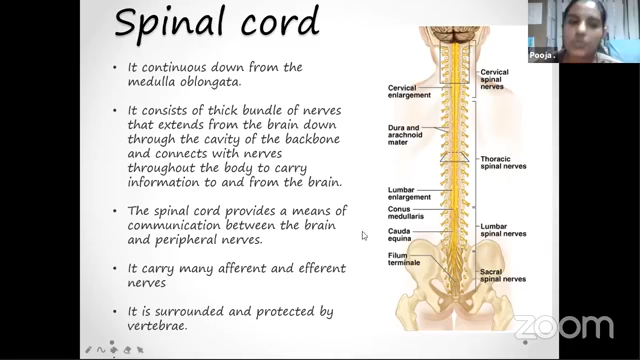 Spinal cord
It continuous down from the
medulla oblongata.
It consists of thick bundle of nerves
that extends from the brain down
through the cavity of the backbone
and connects with nerves
throughout the body to carry
information to and from the brain.
The spinal cord provides a means of
communication between the brain
and peripheral nerves.
It carry many afferent and efferent
nerves
It is surrounded and protected by
vertebrae.
Cervical
enlargement
Dura and
arachnoid
mater
Lumbar
enlargement
Conus
medullaris
Cauda
equina
Filum
terminale
Cervical
spinal
nerves
Thoracic
spinal nerves
Lumbar
spinal nerves
Sacral
spinal nerves
Pooja .
zoom